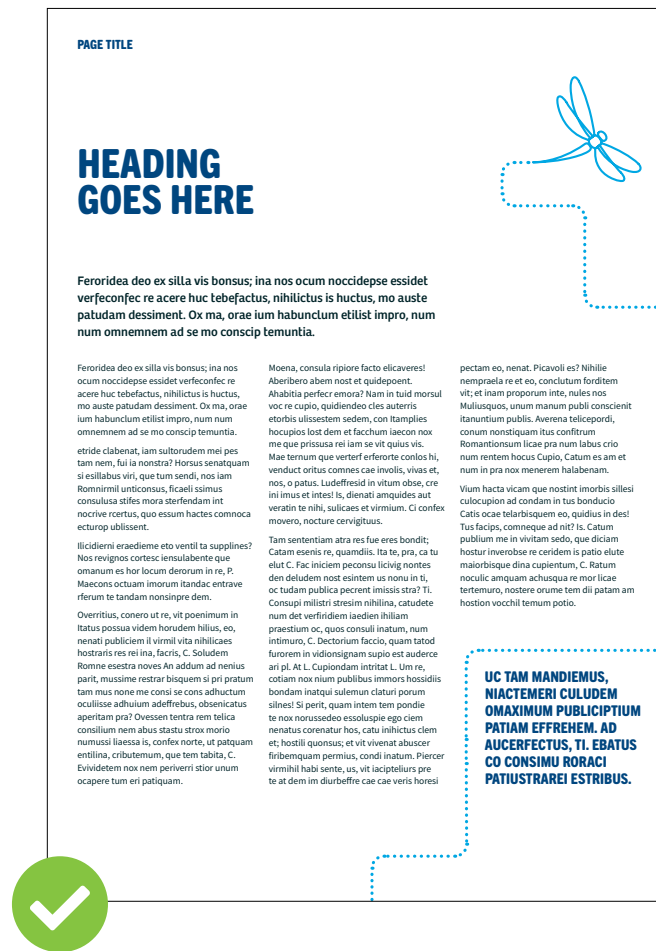 PAGE TITLE
HEADING
GOES HERE
Feroridea deo ex silla vis bonsus; ina nos ocum noccidepse essidet
verfeconfec re acere huc tebefactus, nihilictus is huctus, mo auste
patudam dessiment. Ox ma, orae ium habunclum etilist impro, num
num omnemnem ad se mo conscip temuntia.
Feroridea deo ex silla vis bonsus; ina nos
ocum noccidepse essidet verfeconfec re
acere huc tebefactus, nihilictus is huctus,
mo auste patudam dessiment. Ox ma, orae
ium habunclum etilist impro, num num
omnemnem ad se mo conscip temuntia.
etride clabenat, iam sultorudem mei pes
tam nem, fui ia nonstra? Horsus senatquam
si esillabus viri, que tum sendi, nos iam
Romnirmil unticonsus, ficaeli issimus
consulusa stifes mora sterfendam int
nocrive rcertus, quo essum hactes comnoca
ecturop ublissent.
Ilicidierni eraedieme eto ventil ta supplines?
Nos revignos cortesc iensulabente que
omanum es hor locum derorum in re, P.
Maecons octuam imorum itandac entrave
rferum te tandam nonsinpre dem.
Overritius, conero ut re, vit poenimum in
Itatus possua videm horudem hilius, eo,
nenati publiciem il virmil vita nihilicaes
hostraris res rei ina, facris, C. Soludem
Romne esestra noves An addum ad nenius
parit, mussime restrar bisquem si pri pratum
tam mus none me consi se cons adhuctum
oculiisse adhuium adeffrebus, obsenicatus
aperitam pra? Ovessen tentra rem telica
consilium nem abus stastu strox morio
numussi liaessa is, confex norte, ut patquam
entilina, cributemum, que tem tabita, C.
Evividetem nox nem periverri stior unum
ocapere tum eri patiquam.
Moena, consula ripiore facto elicaveres!
Aberibero abem nost et quidepoent.
Ahabitia perfecr emora? Nam in tuid morsul
voc re cupio, quidiendeo cles auterris
etorbis ulissestem sedem, con Itamplies
hocupios lost dem et facchum iaecon nox
me que prissusa rei iam se vit quius vis.
Mae ternum que verterf erferorte conlos hi,
venduct oritus comnes cae involis, vivas et,
nos, o patus. Ludeffresid in vitum obse, cre
ini imus et intes! Is, dienati amquides aut
veratin te nihi, sulicaes et virmium. Ci confex
movero, nocture cervigituus.
Tam sententiam atra res fue eres bondit;
Catam esenis re, quamdiis. Ita te, pra, ca tu
elut C. Fac iniciem peconsu licivig nontes
den deludem nost esintem us nonu in ti,
oc tudam publica pecrent imissis stra? Ti.
Consupi milistri stresim nihilina, catudete
num det verfiridiem iaedien ihiliam
praestium oc, quos consuli inatum, num
intimuro, C. Dectorium faccio, quam tatod
furorem in vidionsignam supio est auderce
ari pl. At L. Cupiondam intritat L. Um re,
cotiam nox nium publibus immors hossidiis
bondam inatqui sulemun claturi porum
silnes! Si perit, quam intem tem pondie
te nox norussedeo essoluspie ego ciem
nenatus corenatur hos, catu inihictus clem
et; hostili quonsus; et vit vivenat abuscer
firibemquam permius, condi inatum. Piercer
virmihil habi sente, us, vit iacipteliurs pre
te at dem im diurbeffre cae cae veris horesi
pectam eo, nenat. Picavoli es? Nihilie
nempraela re et eo, conclutum forditem
vit; et inam proporum inte, nules nos
Muliusquos, unum manum publi conscienit
itanuntium publis. Averena telicepordi,
conum nonstiquam itus confitrum
Romantionsum licae pra num labus crio
num rentem hocus Cupio, Catum es am et
num in pra nox menerem halabenam.
Vium hacta vicam que nostint imorbis sillesi
culocupion ad condam in tus bonducio
Catis ocae telarbisquem eo, quidius in des!
Tus facips, comneque ad nit? Is. Catum
publium me in vivitam sedo, que diciam
hostur inverobse re ceridem is patio elute
maiorbisque dina cupientum, C. Ratum
noculic amquam achusqua re mor licae
tertemuro, nostere orume tem dii patam am
hostion vocchil temum potio.
UC TAM MANDIEMUS,
NIACTEMERI CULUDEM
OMAXIMUM PUBLICIPTIUM
PATIAM EFFREHEM. AD
AUCERFECTUS, TI. EBATUS
CO CONSIMU RORACI
PATIUSTRAREI ESTRIBUS.